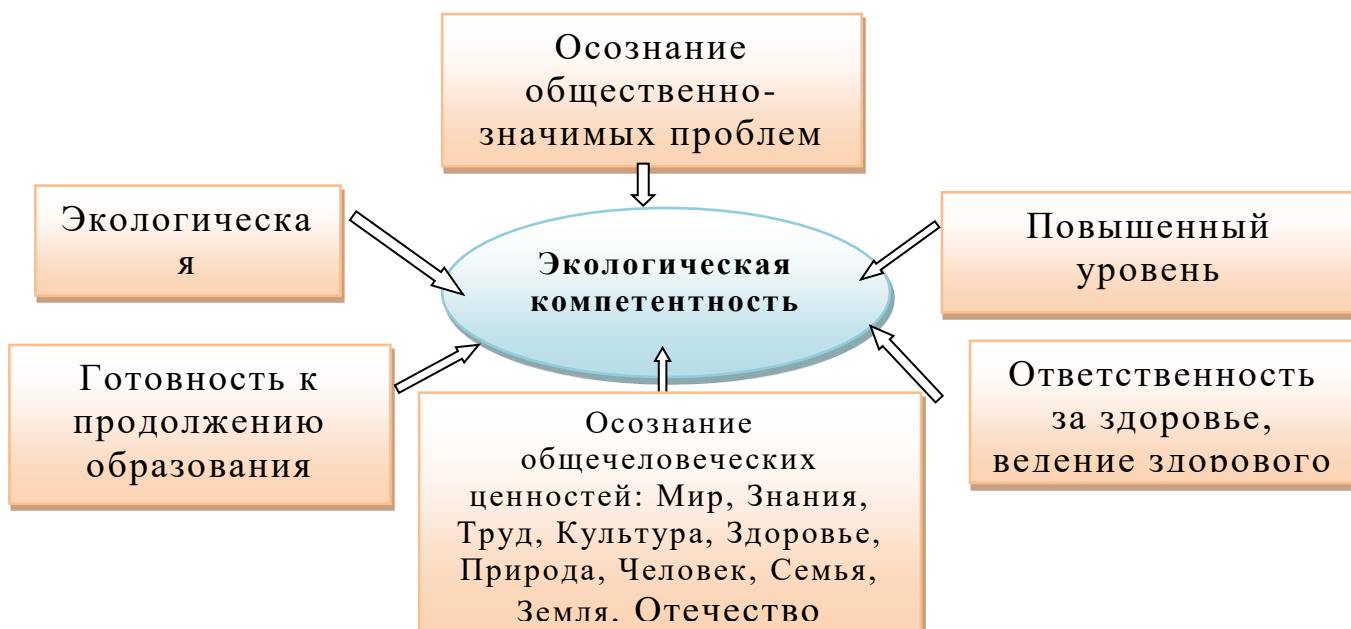 Осознание
общественно-
значимых проблем
Экологическа
я
Экологическая
компетентность
Повышенный
уровень
Готовность к
продолжению
образования
Осознание
общечеловеческих
ценностей: Мир, Знания,
Труд, Культура, Здоровье,
Природа, Человек, Семья,
Земля. Отечество
Ответственность
за здоровье,
ведение здорового